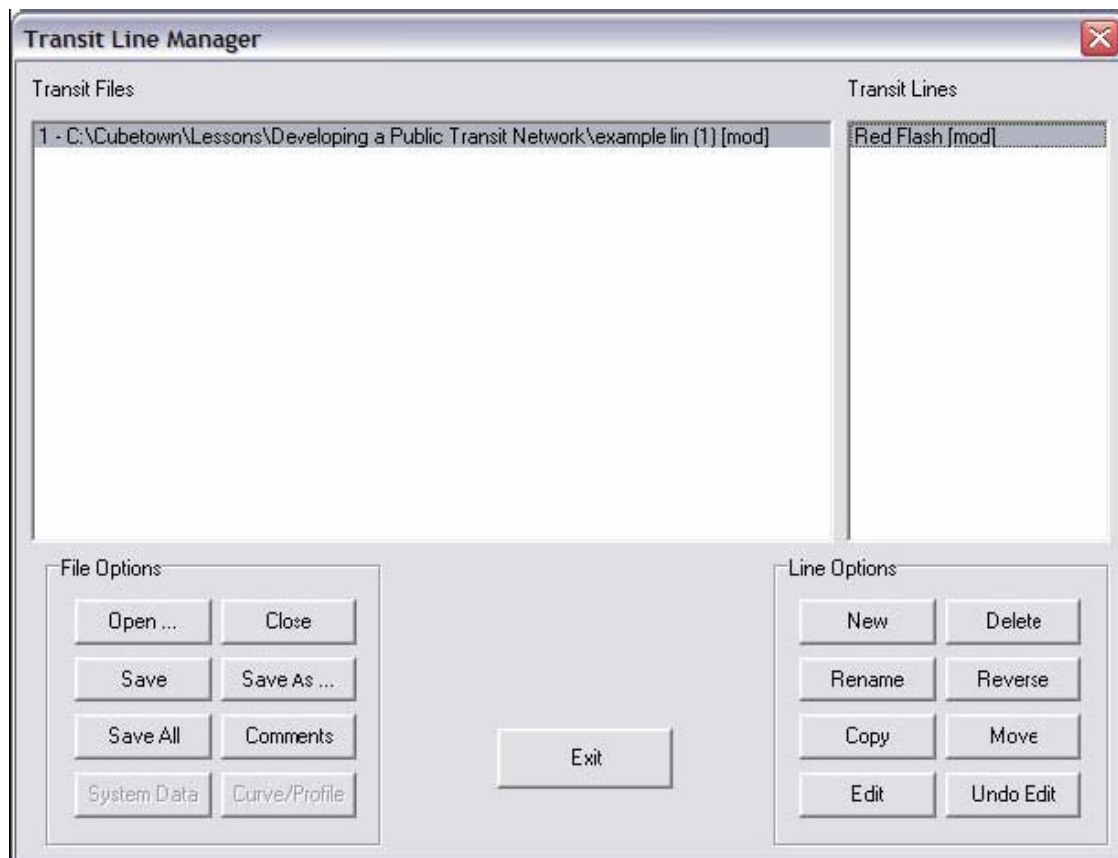 Transit Line Manager
Transit Files
Transit Lines
1 - C:\Cubetown\Lessons\Developing a Public Transit Network\example.lin (1) [mod]
Red Flash [mod]
File Options
Open ...
Close
Save
Save As ...
Save All
Comments
System Data
Curve/Profile
Exit
Line Options
New
Delete
Rename
Reverse
Copy
Move
Edit
Undo Edit